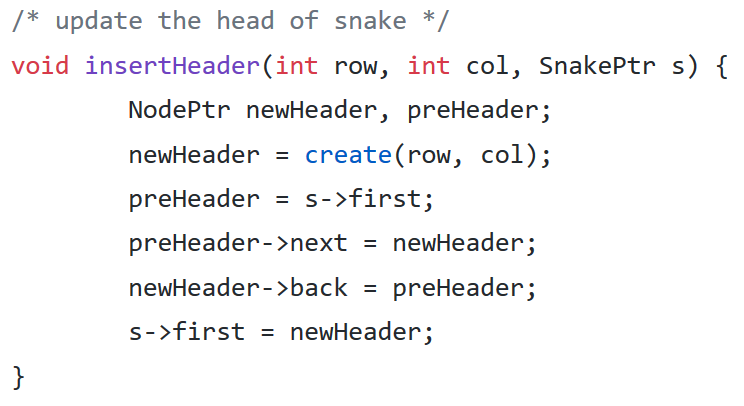 /* update the head of snake */
void insertHeader(int row, int col, SnakePtr s) {
        NodePtr newHeader, preHeader;
        newHeader = create(row, col);
        preHeader = s->first;
        preHeader->next = newHeader;
        newHeader->back = preHeader;
        s->first = newHeader;
}